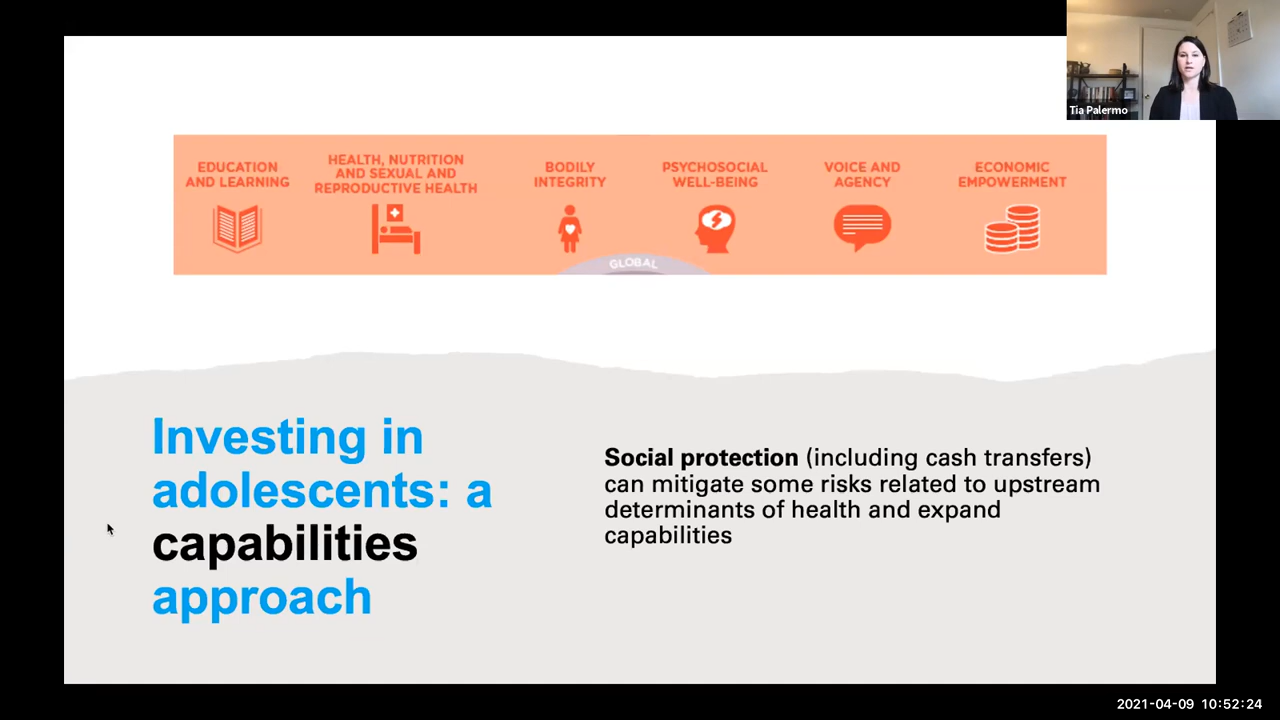 Tia Palermo
EDUCATION
AND LEARNING
HEALTH, NUTRITION
AND SEXUAL AND
REPRODUCTIVE HEALTH
BODILY
INTEGRITY
PSYCHOSOCIAL
WELL-BEING
VOICE AND
AGENCY
ECONOMIC
EMPOWERMENT
GLOBAL
Investing in
adolescents: a
capabilities
approach
Social protection (including cash transfers)
can mitigate some risks related to upstream
determinants of health and expand
capabilities
2021-04-09 10:52:24